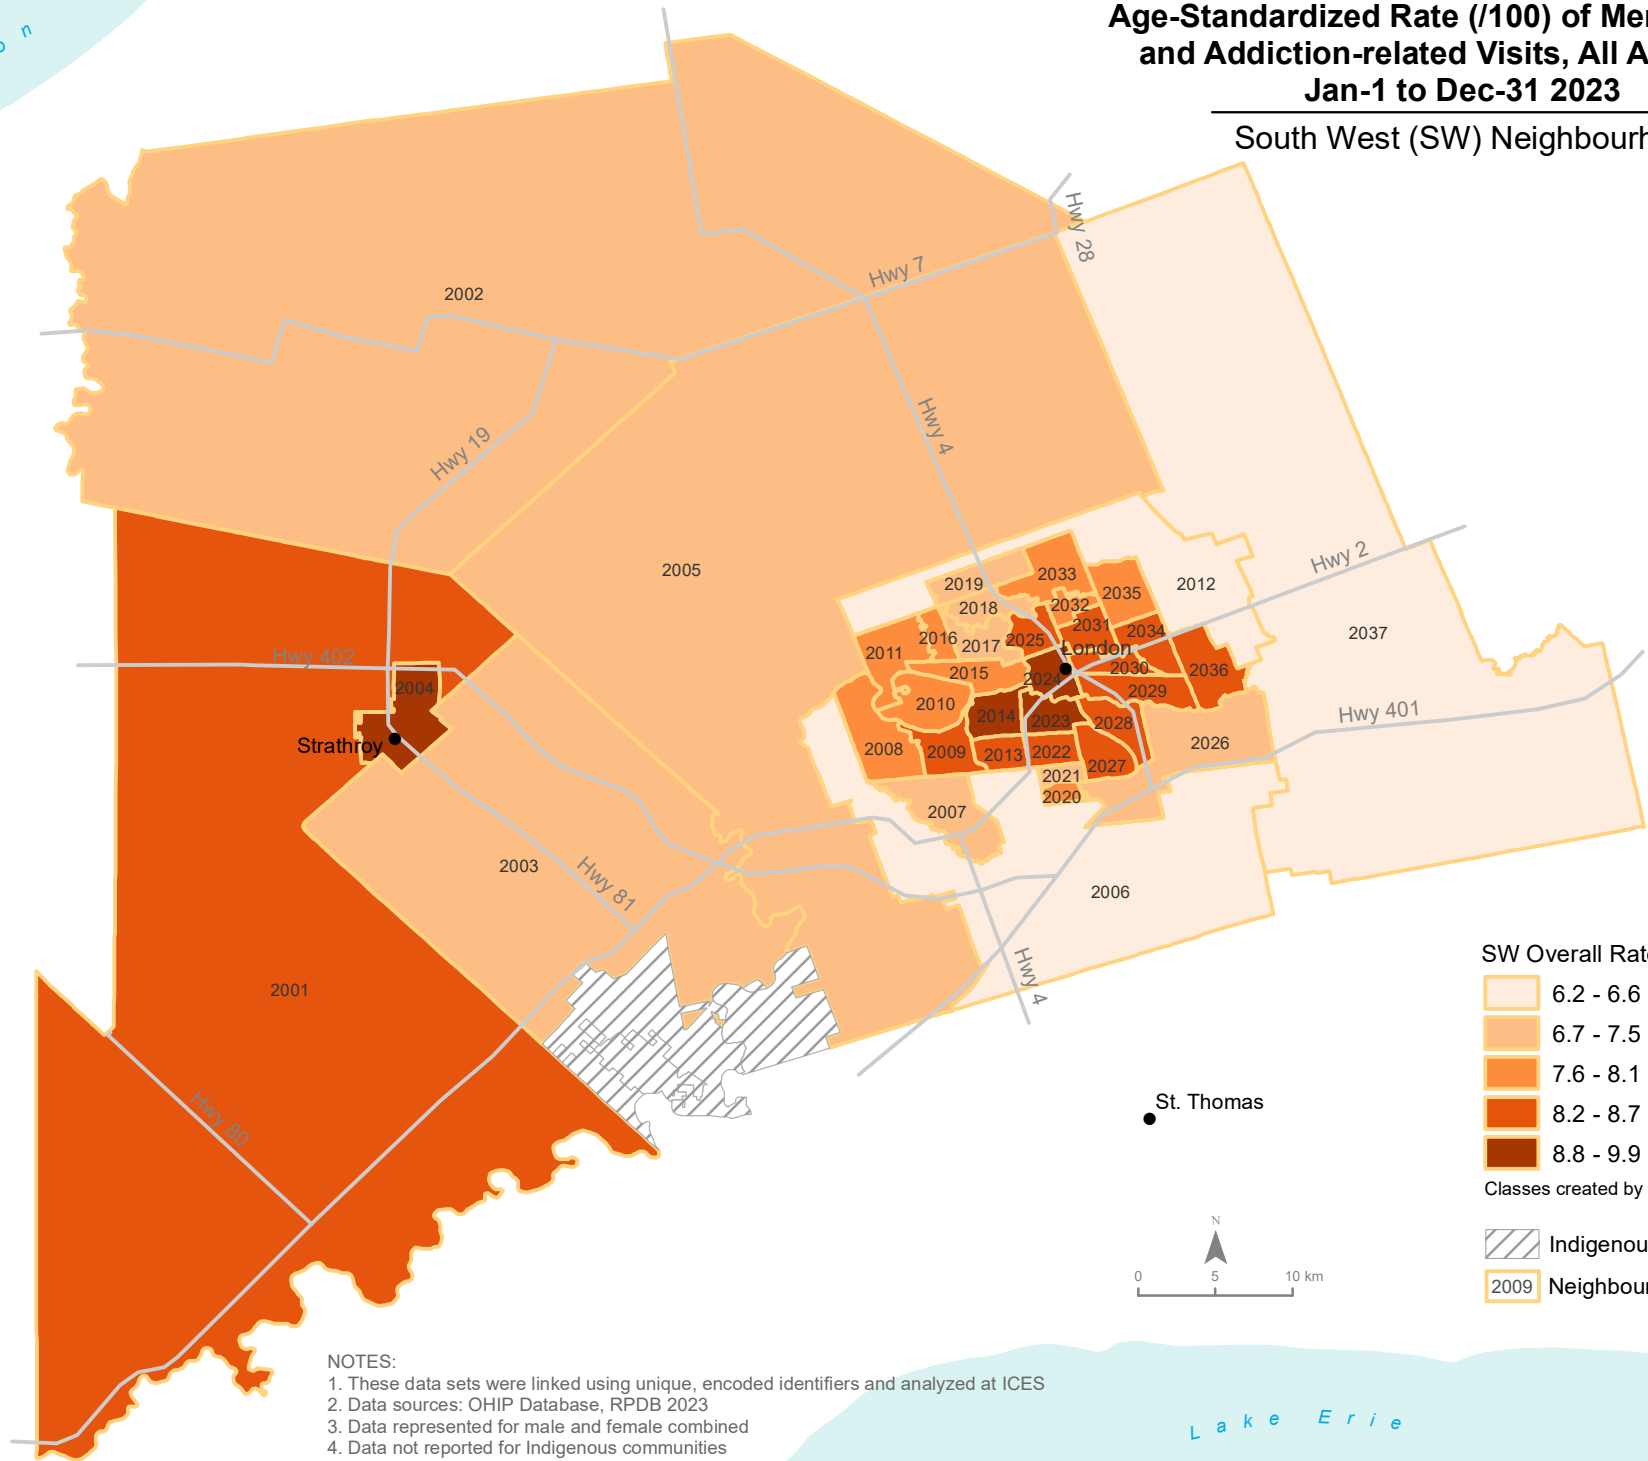 Age-Standardized Rate (/100) of
and Addiction-related Visits, All
Jan-1 to Dec-31 2023
South West (SW)
o n
Hwy 28
Hwy 7
2002
Hwy 4
Hwy 19
Hwy 2
2005
2033
2019
2012
2035
2018
2032
2031
2034
2037
2016
2025
2017
London
2011
Hwy 402
2030
2036
2015
2024
2004
2029
2010
Hwy 401
2014
2023
2028
Strathroy
2008
2009
2013
2022
2026
2027
2021
2020
2007
2003
Hwy 81
2006
Hwy 4
2001
Hwy 80
St. Thomas
SW Overall
6.2 - 6.6
6.7 - 7.5
7.6 - 8.1
8.2 - 8.7
8.8 - 9.9
Classes created by
N
0 5 10 km
2009
NOTES:
1. These data sets were linked using unique, encoded identifiers and analyzed at ICES
2. Data sources: OHIP Database, RPDB 2023
3. Data represented for male and female combined
4. Data not reported for Indigenous communities
Lake Erie